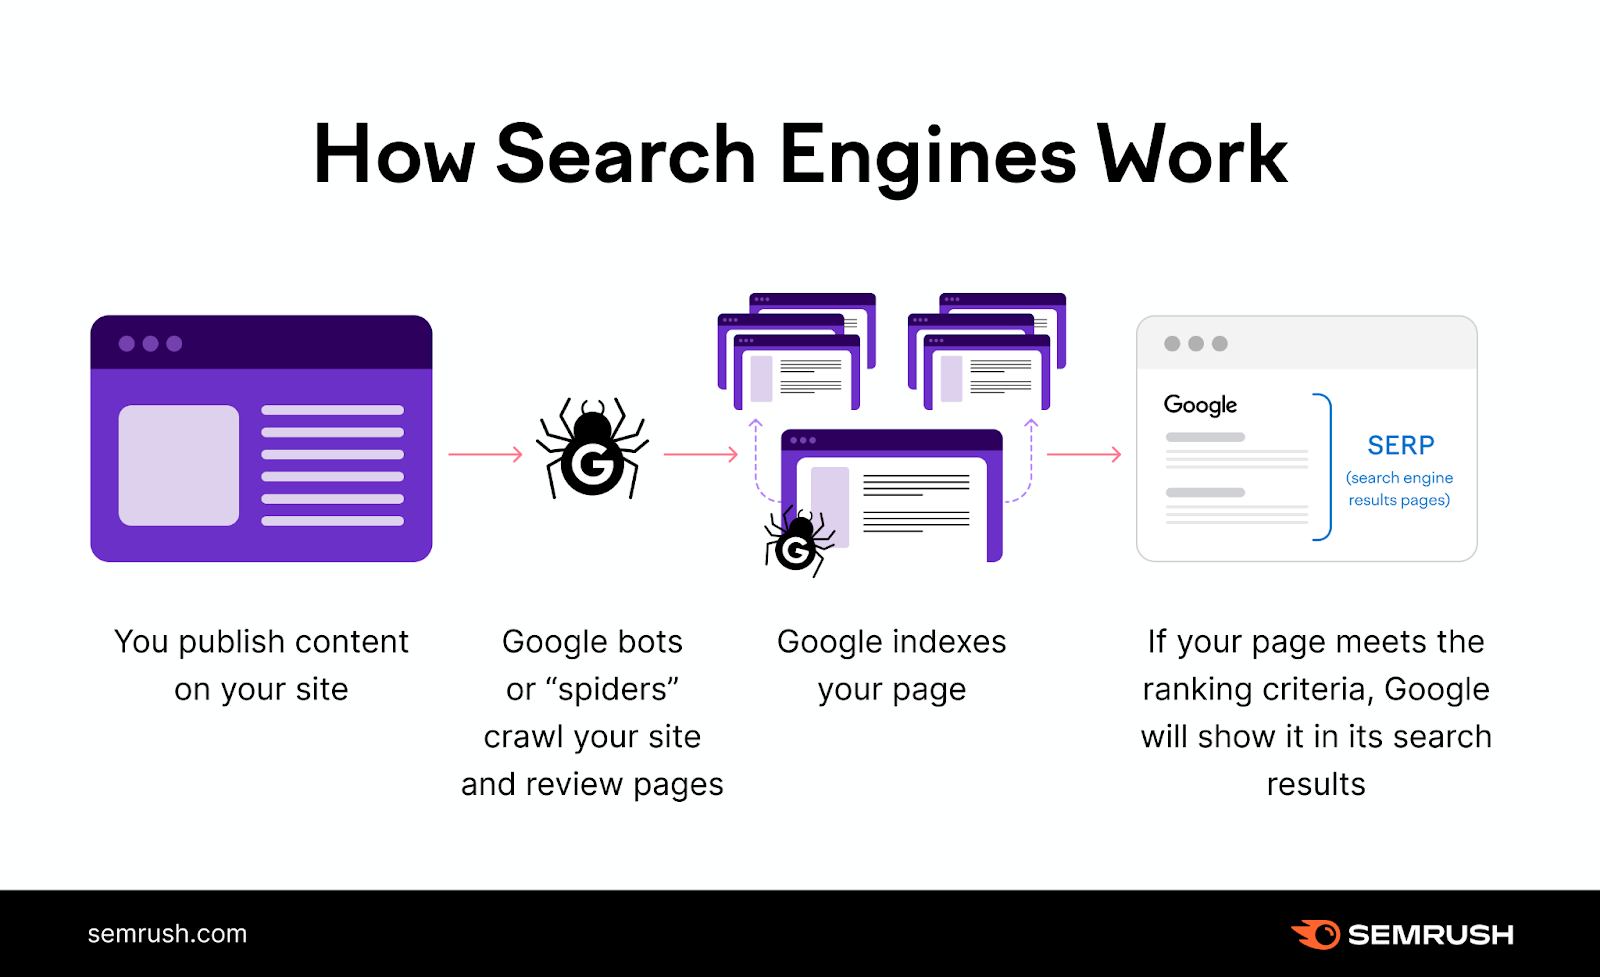 How Search Engines Work
G
G
Google
SERP
(search engine
results pages)
You publish content
on your site
Google bots
or “spiders”
crawl your site
and review pages
Google indexes
your page
If your page meets the
ranking criteria, Google
will show it in its search
results
semrush.com
SEMRUSH